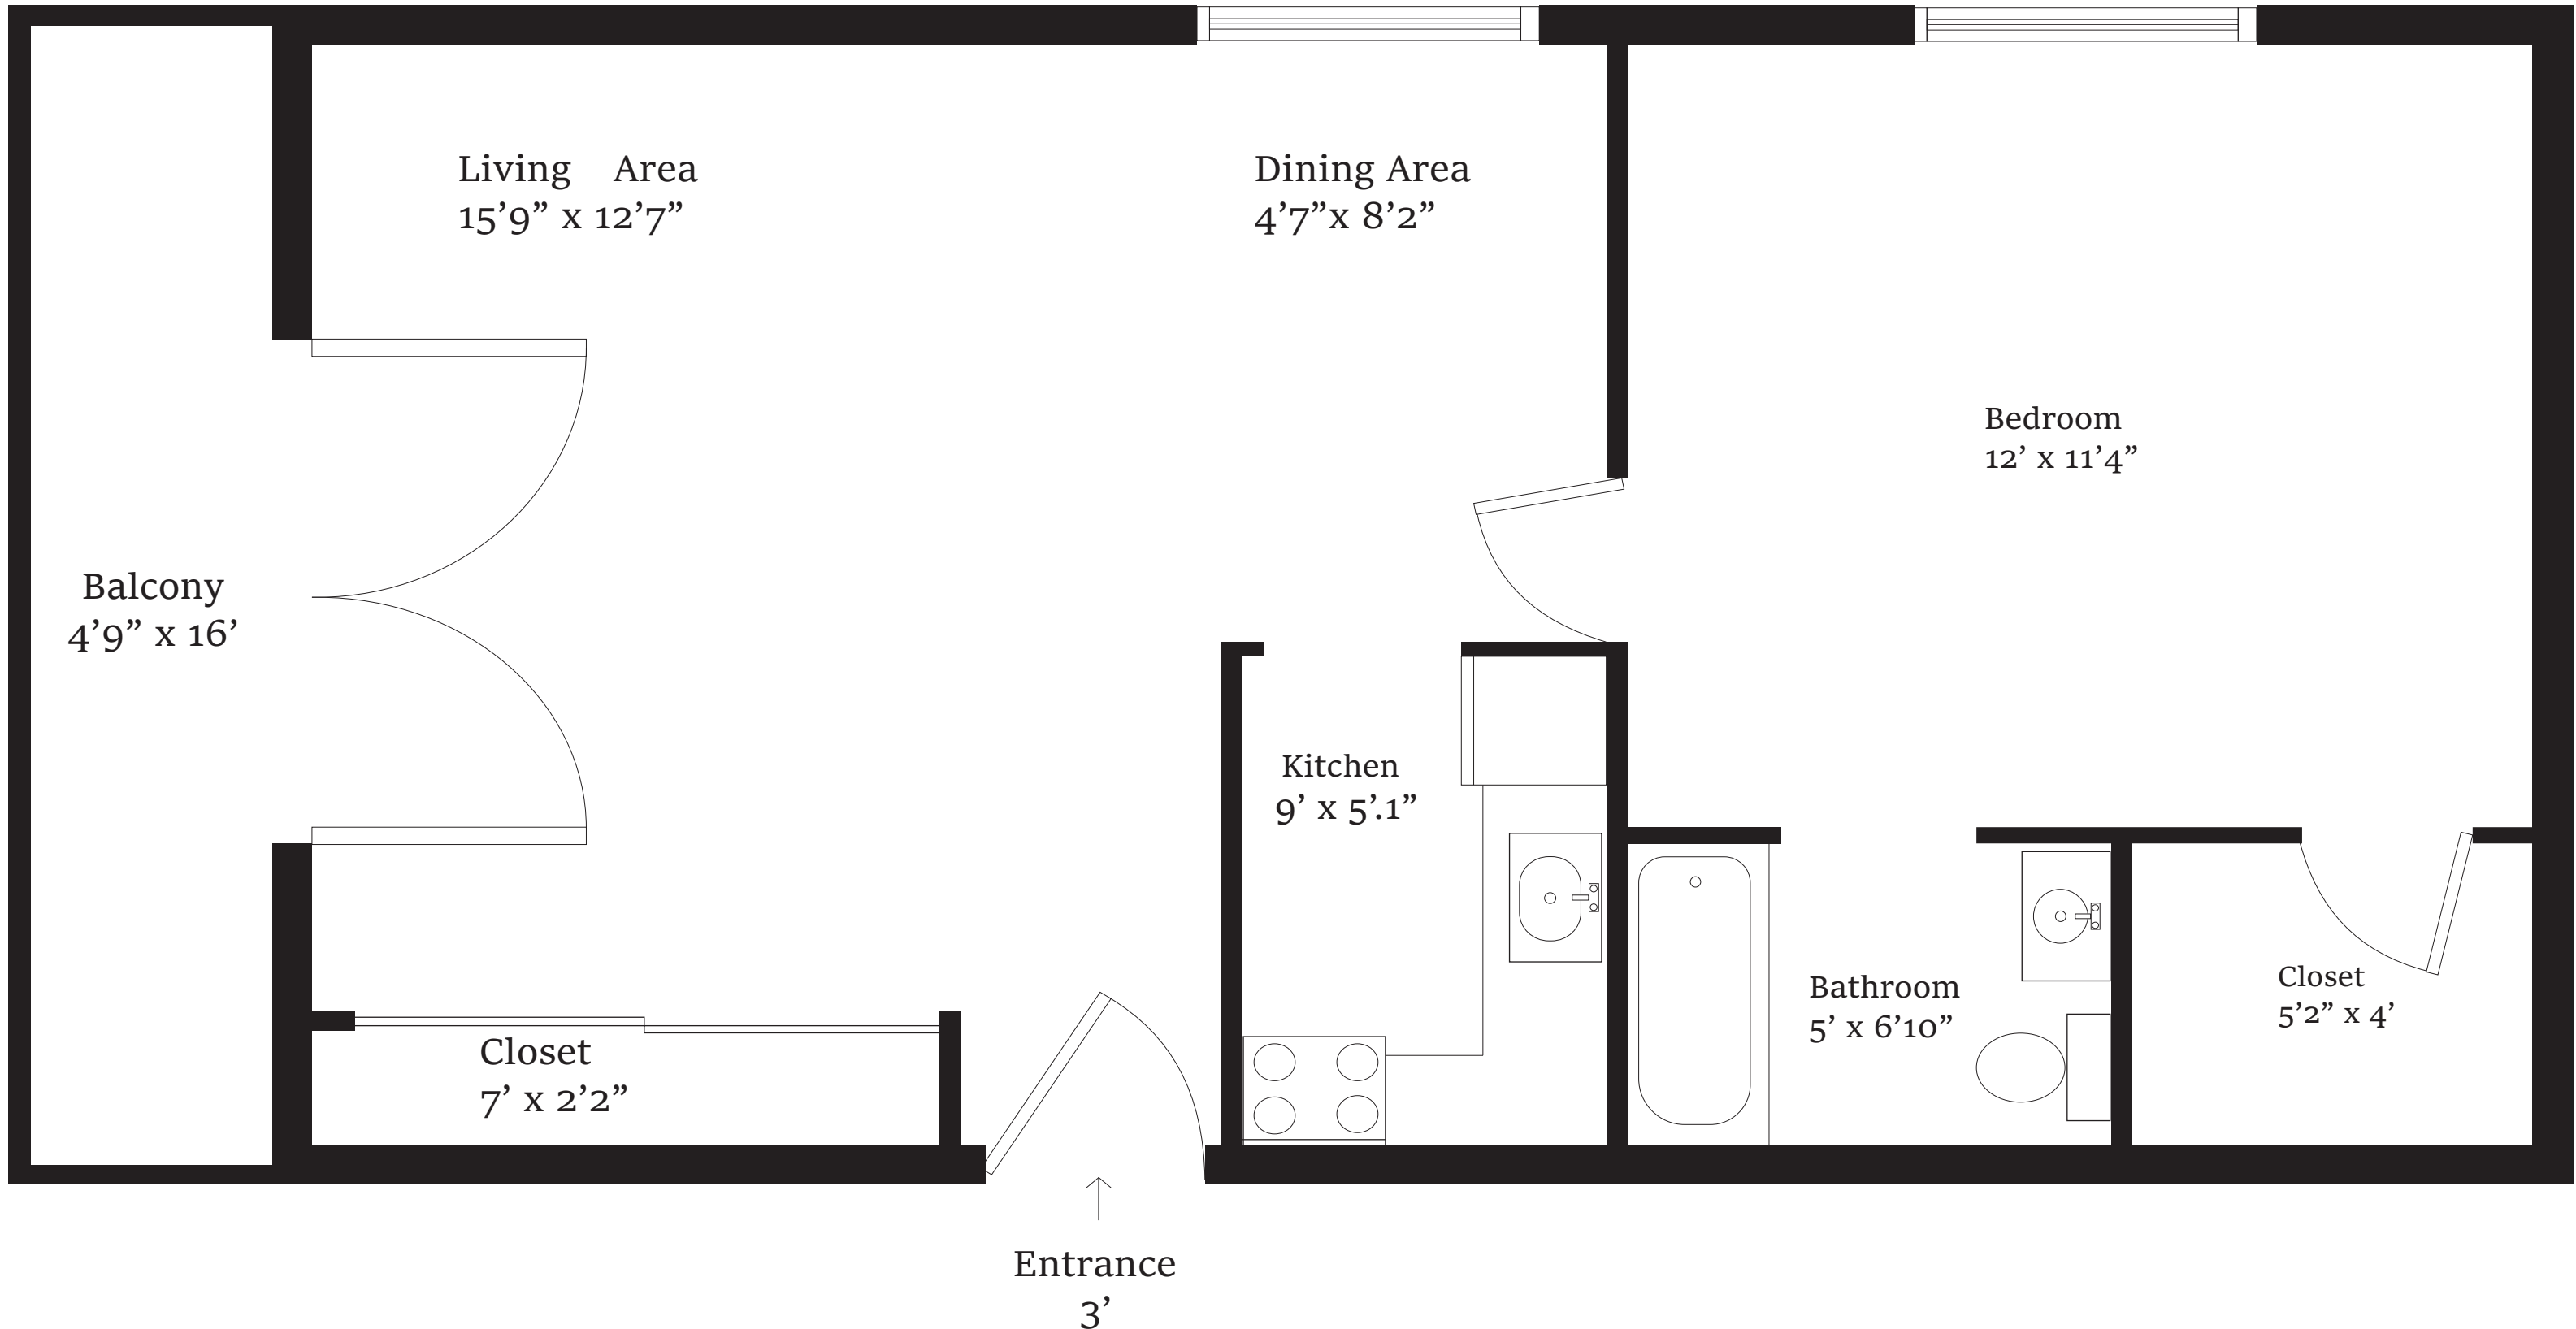 Living Area
15’9” x 12’7”
Dining Area
4’7”x 8’2”
Bedroom
12’ x 11’4”
Balcony
4’9” x 16’
Kitchen
9’ x 5’.1”
Bathroom
5’ x 6’10”
Closet
5’2” x 4’
Closet
7’ x 2’2”
Entrance
3’